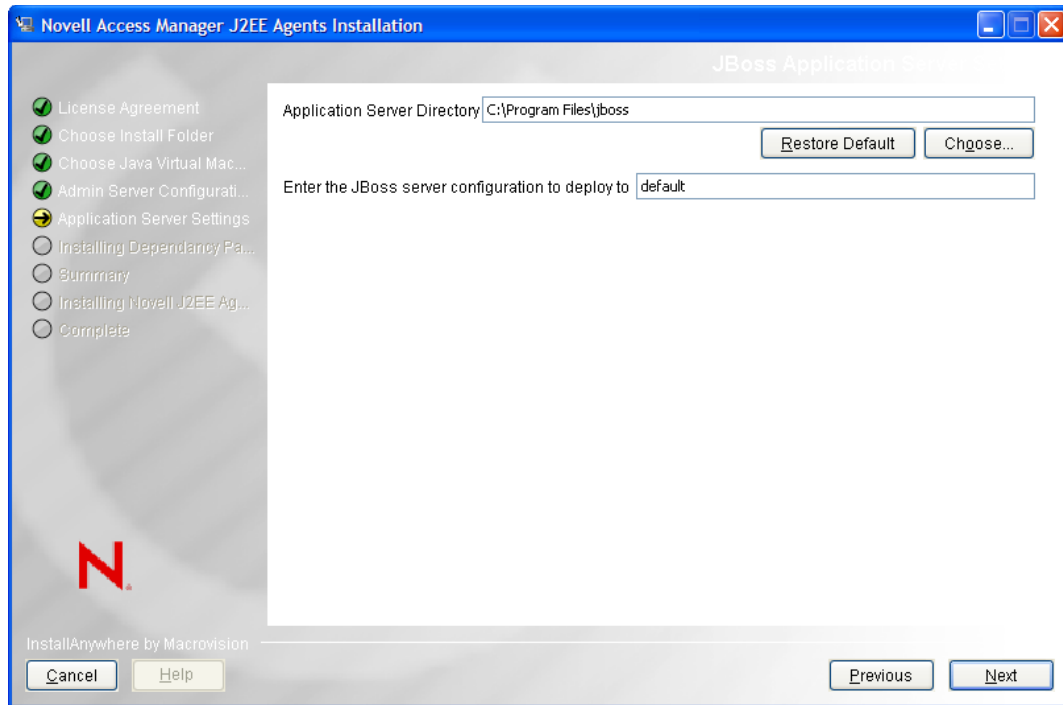 Novell Access Manager J2EE Agents Installation
JBoss Application Server
License Agreement
Choose Install Folder
Choose Java Virtual Mac...
Admin Server Configurati...
Application Server Settings
Installing Dependancy Pa...
Summary
Installing Novell J2EE Ag...
Complete
Application Server Directory C:\Program Files\jboss
Restore Default Choose...
Enter the JBoss server configuration to deploy to default
N
InstallAnywhere by Macrovision
Cancel Help Previous Next